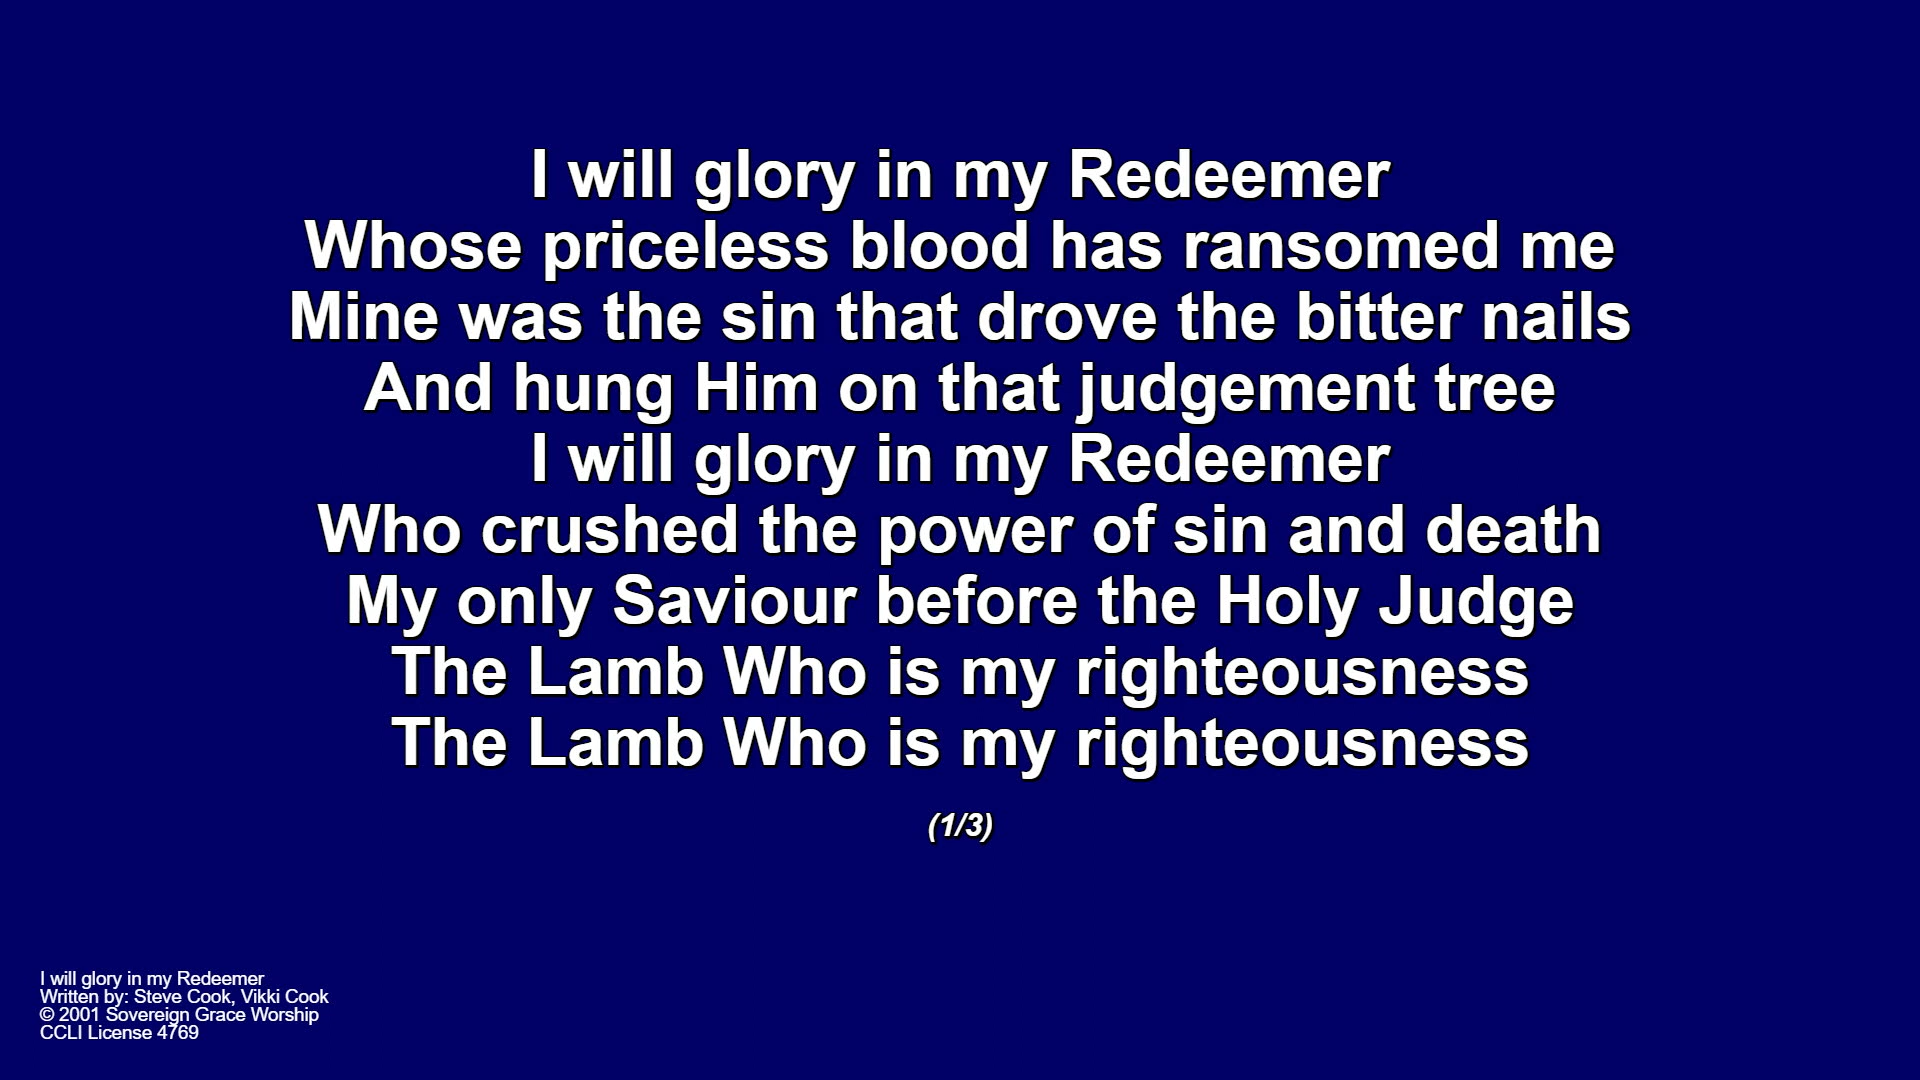 I will glory in my Redeemer
Whose priceless blood has ransomed me
Mine was the sin that drove the bitter nails
And hung Him on that judgement tree
I will glory in my Redeemer
Who crushed the power of sin and death
My only Saviour before the Holy Judge
The Lamb Who is my righteousness
The Lamb Who is my righteousness
(1/3)
I will glory in my Redeemer
Written by: Steve Cook, Vikki Cook
© 2001 Sovereign Grace Worship
CCLI License 4769